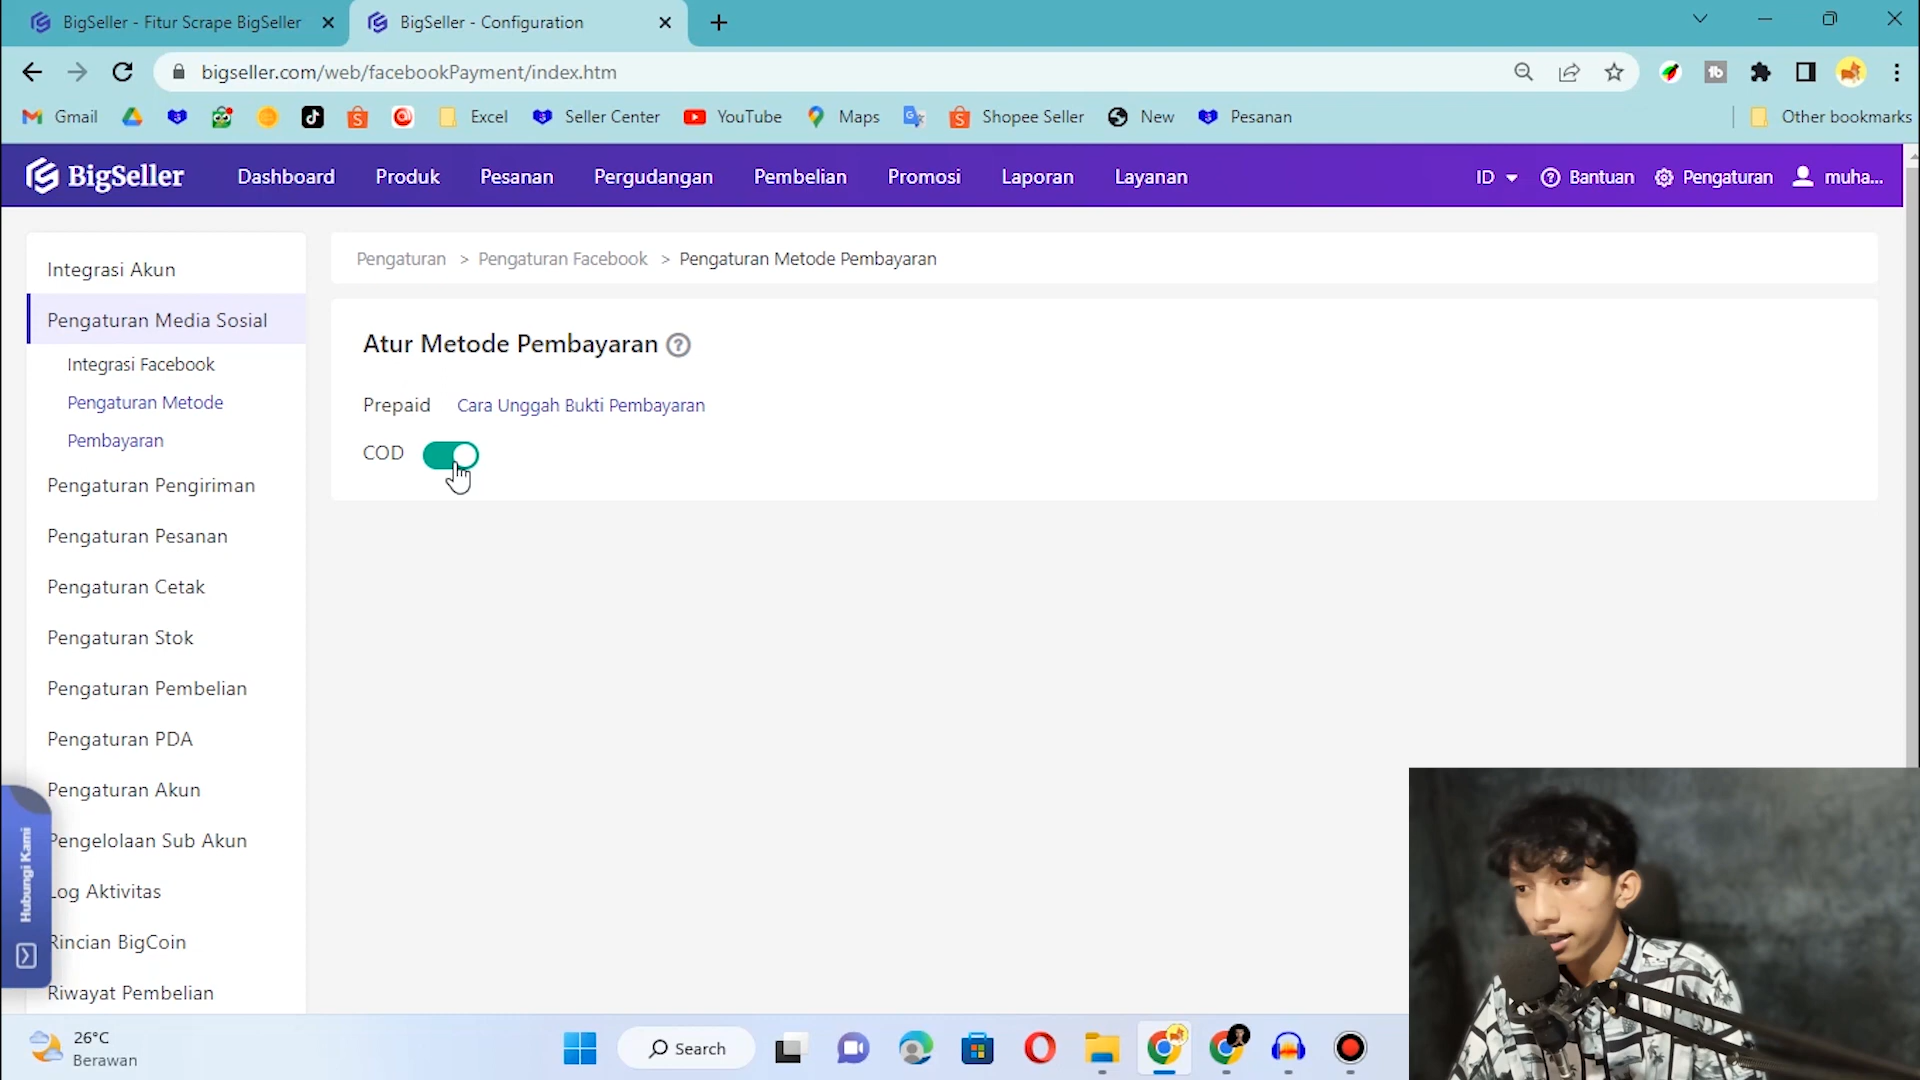 BigSeller - Fitur Scrape BigSeller
BigSeller - Configuration
bigseller.com/web/facebookPayment/index.htm
Gmail
Excel
Seller Center
YouTube
Maps
Shopee Seller
New
Pesanan
Other bookmarks
BigSeller
Dashboard
Produk
Pesanan
Pergudangan
Pembelian
Promosi
Laporan
Layanan
ID
Bantuan
Pengaturan
muha...
Integrasi Akun
Pengaturan Media Sosial
Integrasi Facebook
Pengaturan Metode
Pembayaran
Pengaturan Pengiriman
Pengaturan Pesanan
Pengaturan Cetak
Pengaturan Stok
Pengaturan Pembelian
Pengaturan PDA
Pengaturan Akun
Pengelolaan Sub Akun
Log Aktivitas
Rincian BigCoin
Riwayat Pembelian
Hubungi Kami
Pengaturan > Pengaturan Facebook > Pengaturan Metode Pembayaran
Atur Metode Pembayaran ?
Prepaid Cara Unggah Bukti Pembayaran
COD
26°C
Berawan
Search